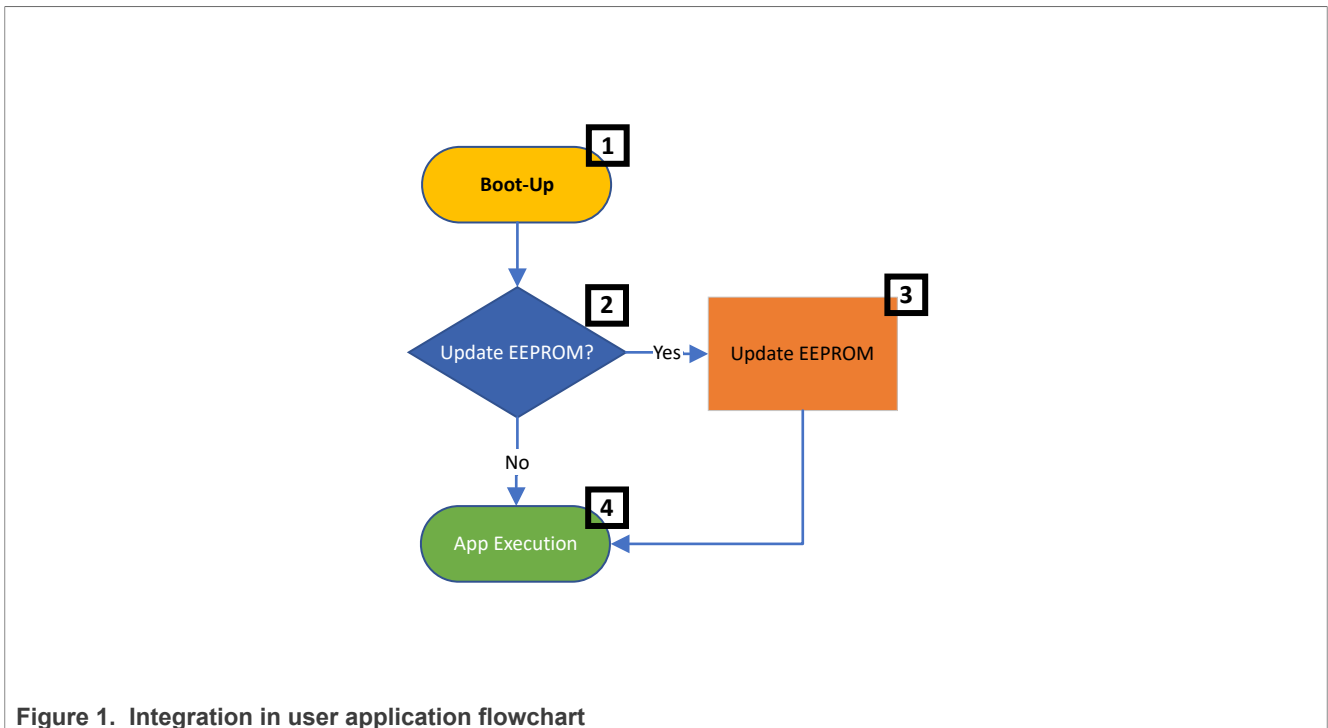 1
Boot-Up
2
Update EEPROM?
Yes
3
Update EEPROM
No
4
App Execution
Figure 1. Integration in user application flowchart